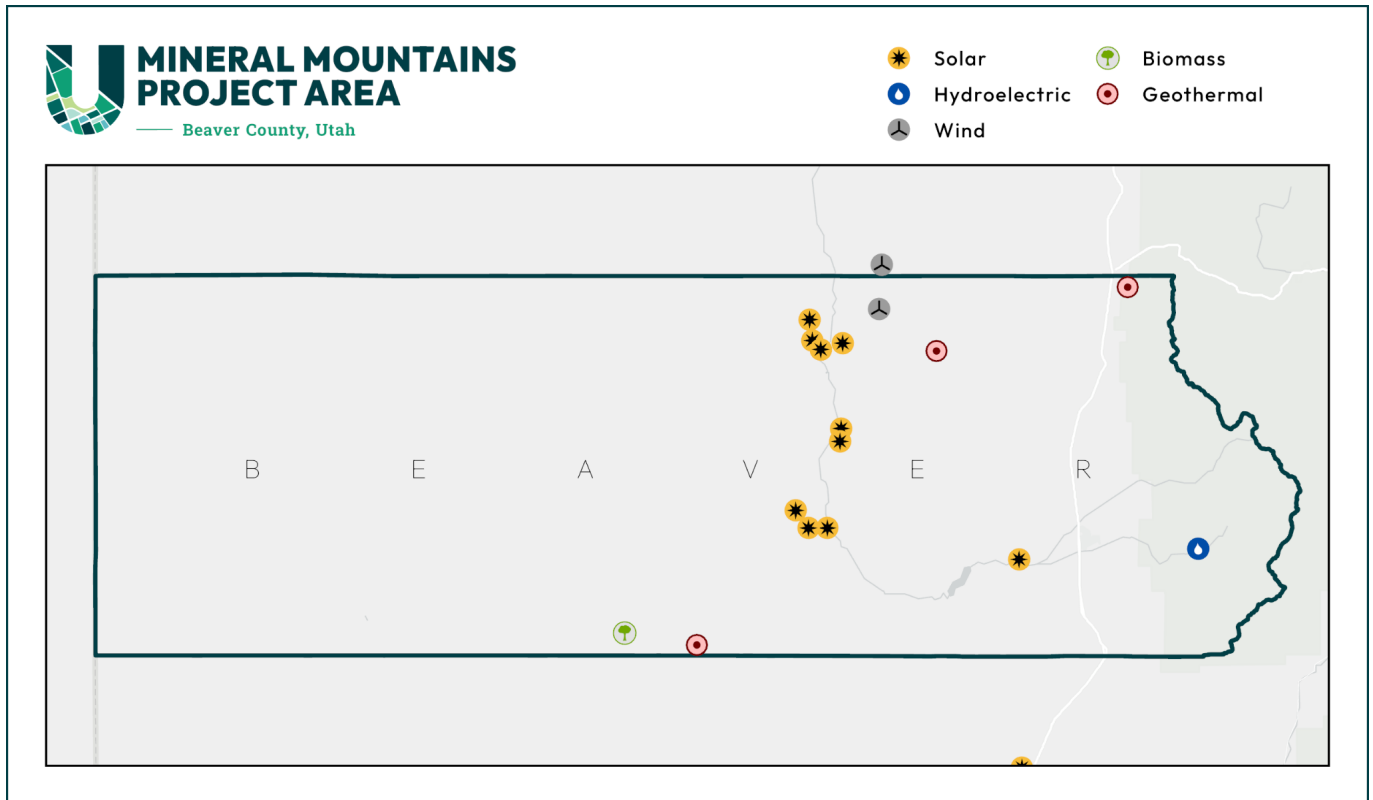 MINERAL MOUNTAINS
PROJECT AREA
Beaver County, Utah
Solar
Hydroelectric
Wind
Biomass
Geothermal
B E A V E R